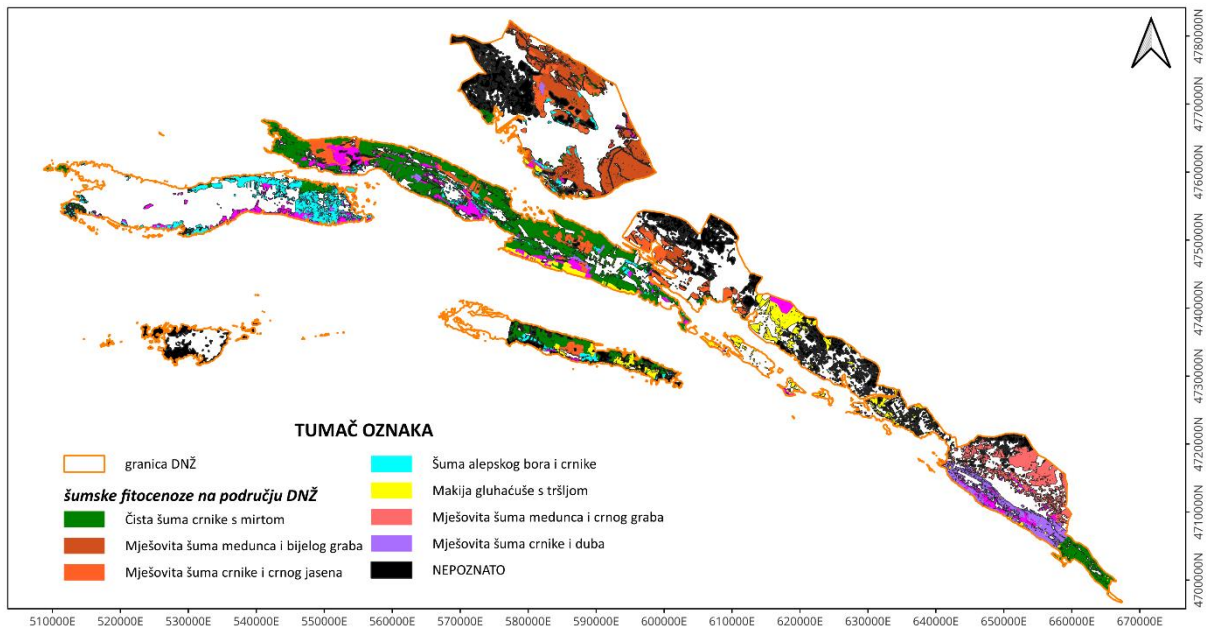 TUMAČ OZNAKA
granica DNŽ
šumske fitocenoze na području DNŽ
Čista šuma crnike s mirtom
Mješovita šuma medunca i bijelog graba
Mješovita šuma crnike i crnog jasena
Šuma alepskog bora i crnike
Makija gluhaćuše s tršljom
Mješovita šuma medunca i crnog graba
Mješovita šuma crnike i duba
NEPOZNATO
4780000N
4770000N
4760000N
4750000N
4740000N
4730000N
4720000N
4710000N
4700000N
510000E 520000E 530000E 540000E 550000E 560000E 570000E 580000E 590000E 600000E 610000E 620000E 630000E 640000E 650000E 660000E 670000E